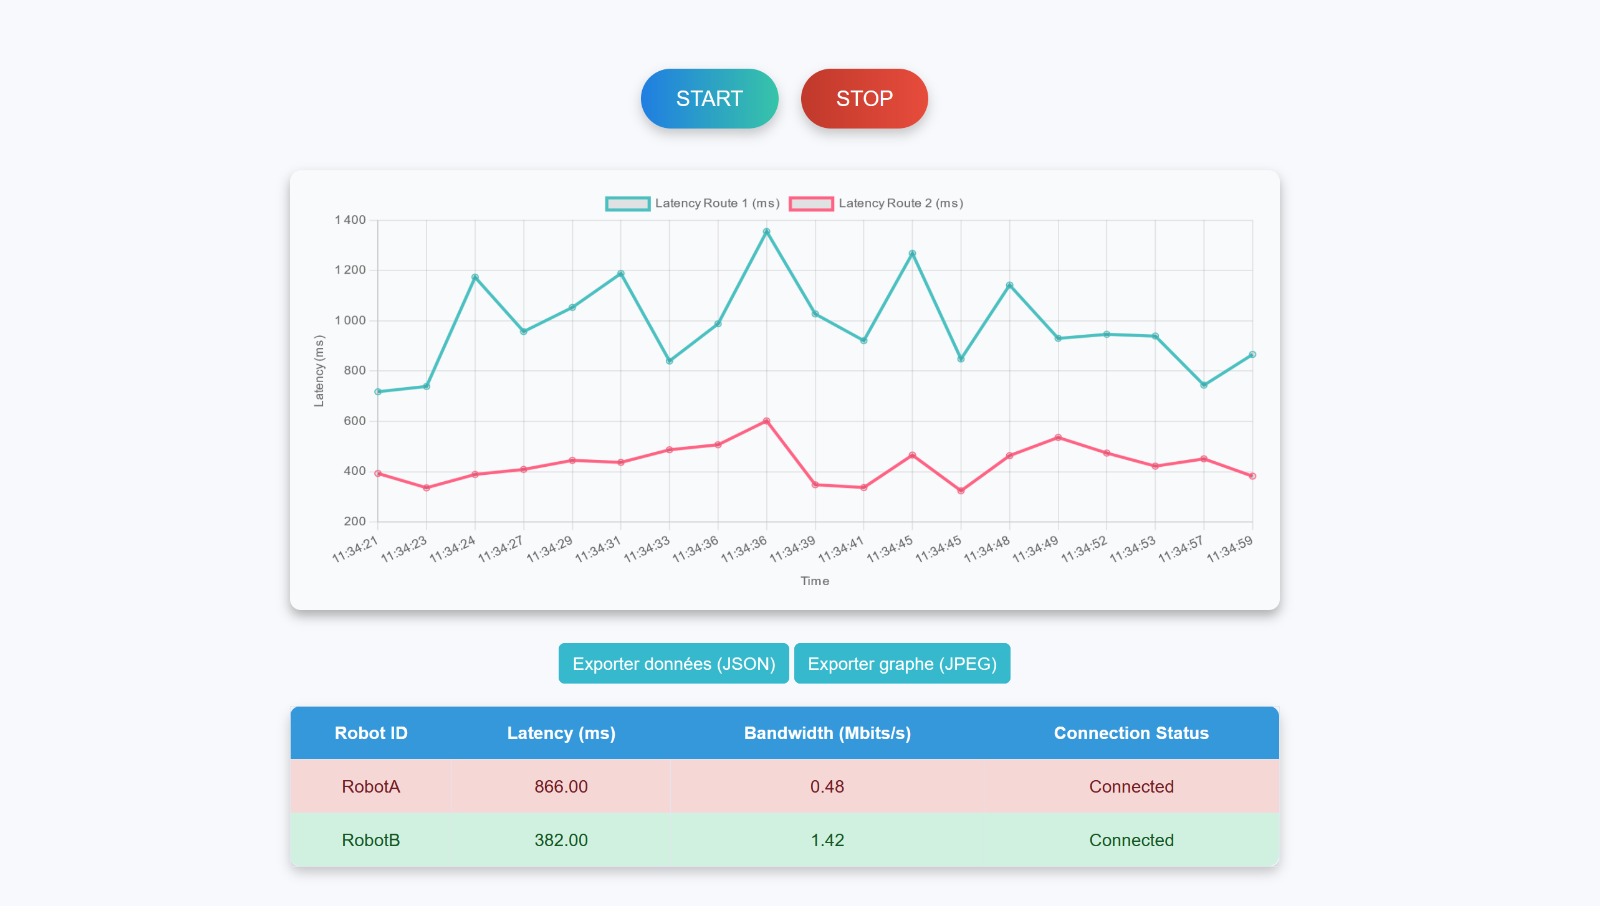 START STOP
Latency Route 1 (ms) Latency Route 2 (ms)
1 400
1 200
1 000
800
600
400
200
Latency (ms)
11:34:21 11:34:23 11:34:24 11:34:27 11:34:29 11:34:31 11:34:33 11:34:36 11:34:36 11:34:39 11:34:41 11:34:45 11:34:45 11:34:48 11:34:49 11:34:52 11:34:53 11:34:57 11:34:59
Time
Exporter données (JSON) Exporter graphe (JPEG)
Robot ID Latency (ms) Bandwidth (Mbits/s) Connection Status
RobotA 866.00 0.48 Connected
RobotB 382.00 1.42 Connected